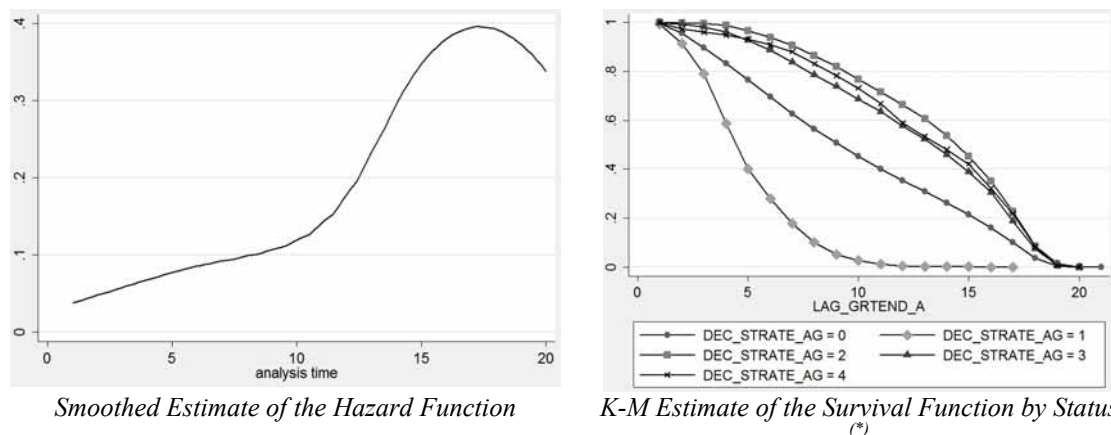 .4
.3
.2
.1
0
0 5 10 15 20
analysis time
Smoothed Estimate of the Hazard Function
1
.8
.6
.4
.2
0
0 5 10 15 20
LAG_GRTEND_A
DEC_STRATE_AG = 0 DEC_STRATE_AG = 1
DEC_STRATE_AG = 2 DEC_STRATE_AG = 3
DEC_STRATE_AG = 4
K-M Estimate of the Survival Function by Status
(*)